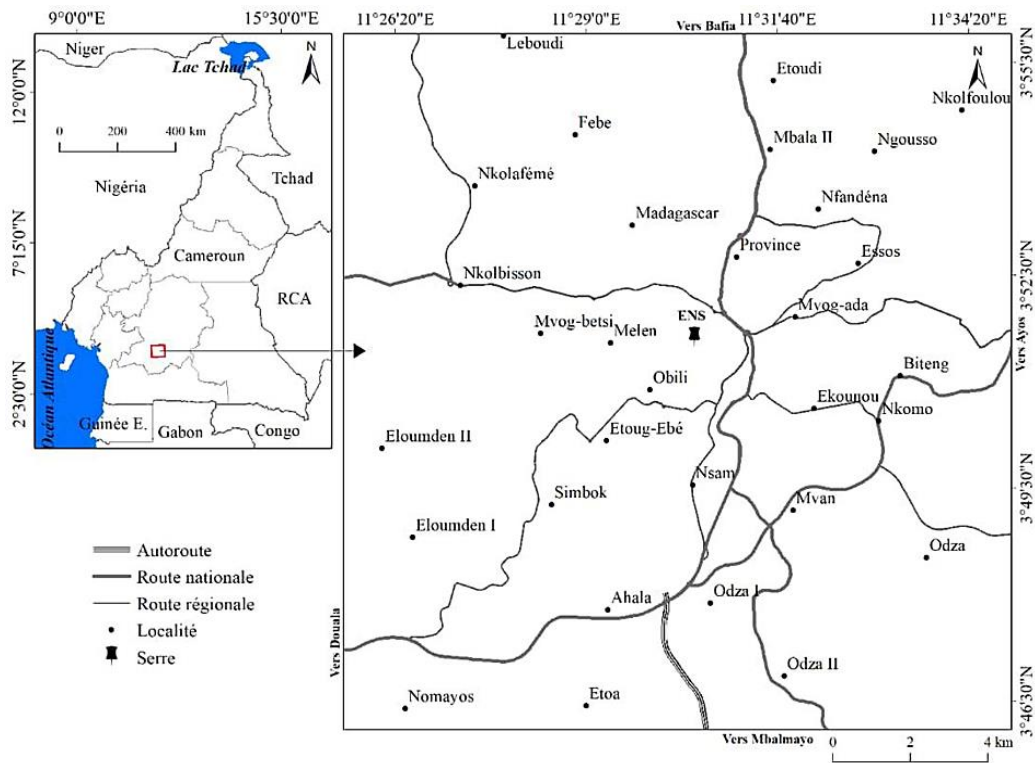 9°0'0"E
15°30'0"E
12°0'0"N
7°15'0"N
2°30'0"N
Niger
Lac Tchad
N
0
200
400 km
Nigéria
Tchad
Cameroun
RCA
Océan Atlantique
Guinée E.
Gabon
Congo
Autoroute
Route nationale
Route régionale
Localité
Serre
11°26'20"E
11°29'0"E
Vers Bafia
11°31'40"E
11°34'20"E
3°55'30"N
3°52'30"N
Vers Ayos
3°49'30"N
3°46'30"N
Leboudi
Etoudi
N
Nkolfoulou
Febe
Mbala II
Ngousso
Nkolafémé
Nfandéna
Madagascar
Province
Essos
Nkolbisson
Mvog-betsi
Melen
ENS
Mvog-ada
Biteng
Obili
Ekounou
Nkomo
Etoug-Ebé
Eloumden II
Nsam
Simbok
Mvan
Eloumden I
Odza
Ahala
Odza I
Vers Douala
Odza II
Nomayos
Etoa
Vers Mbalmayo
0
2
4 km